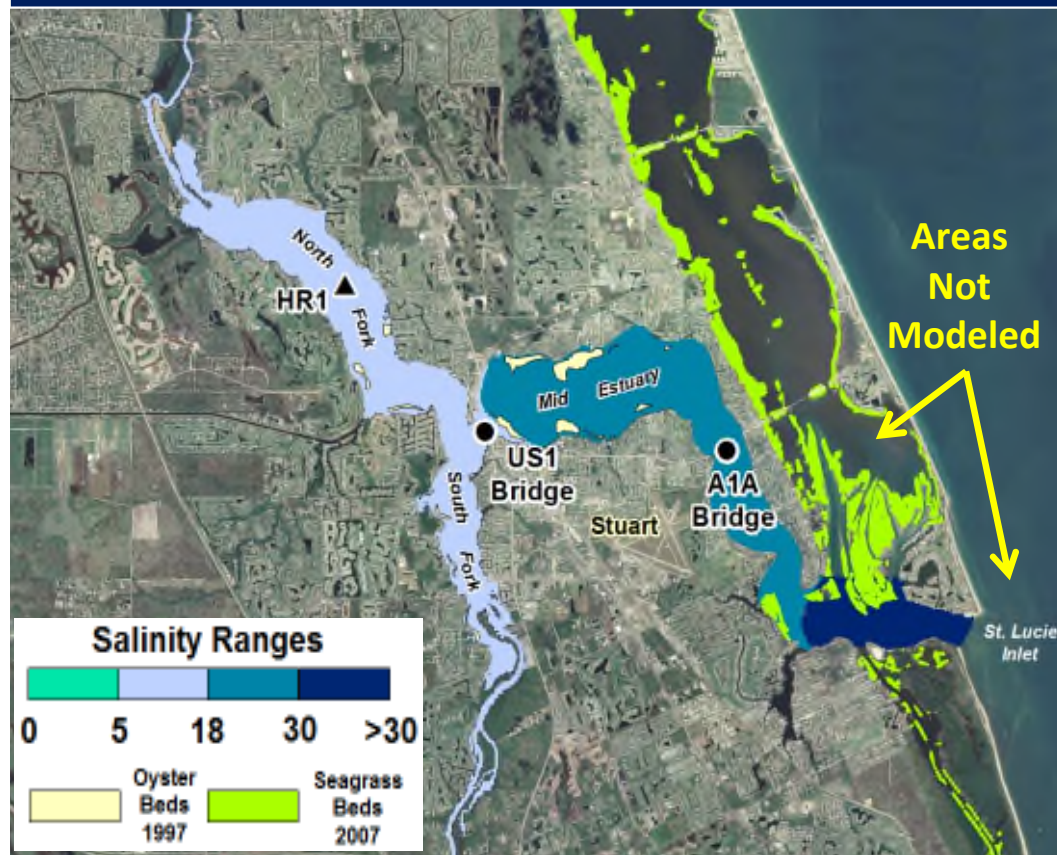 Areas
Not
Modeled
North
Fork
HR1
Mid Estuary
US1
Bridge
A1A
Bridge
South
Fork
Stuart
St. Lucie
Inlet
Salinity Ranges
0 5 18 30 >30
Oyster
Beds
1997
Seagrass
Beds
2007